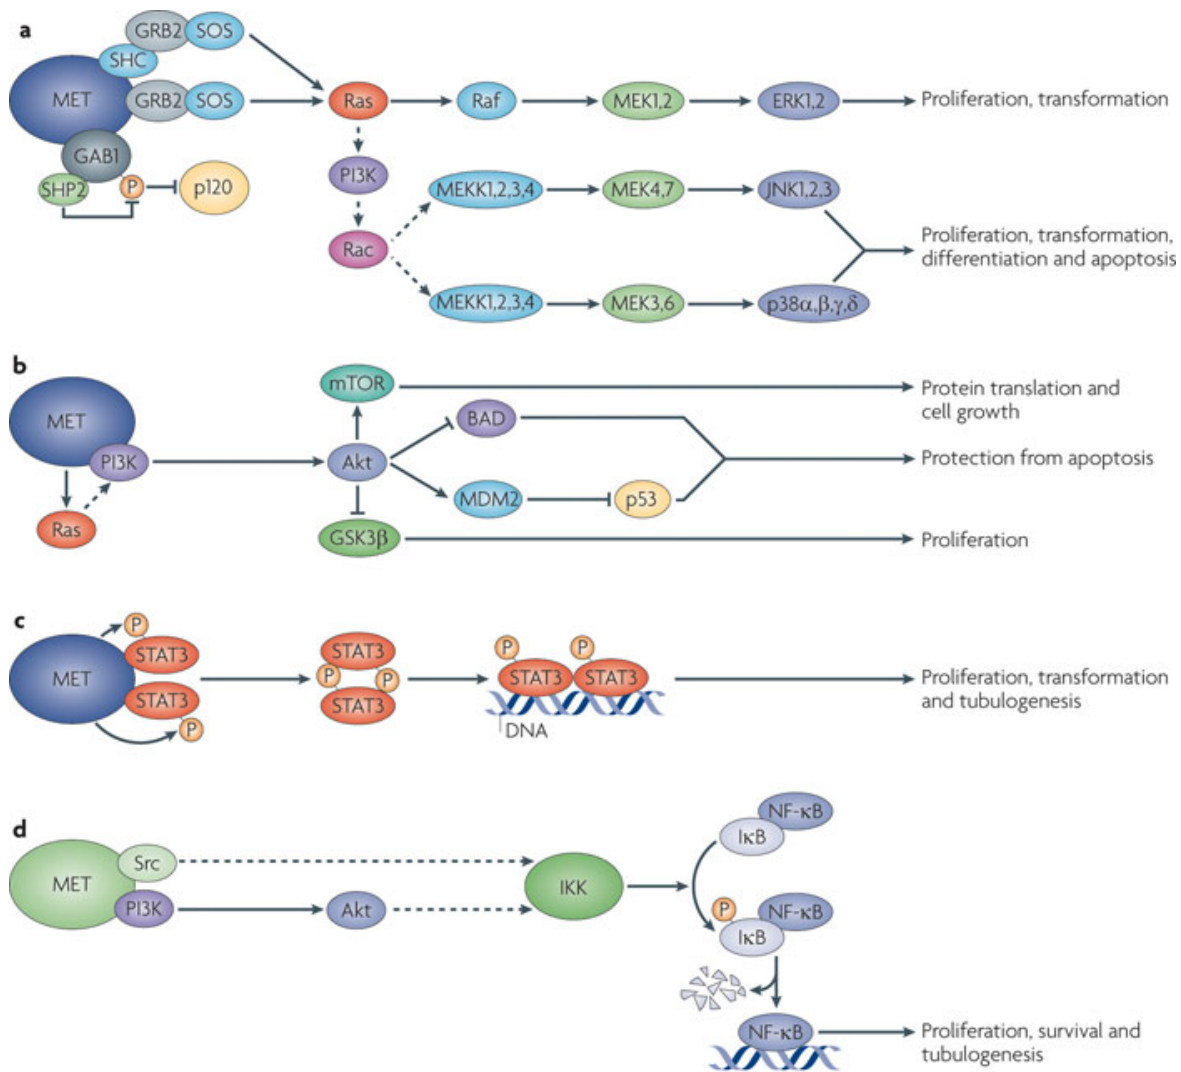 a
GRB2 SOS
SHC
MET
GRB2 SOS
Ras
Raf
MEK1,2
ERK1,2
Proliferation, transformation
GAB1
SHP2
P
p120
PI3K
MEKK1,2,3,4
MEK4,7
JNK1,2,3
Rac
Proliferation, transformation,
differentiation and apoptosis
MEKK1,2,3,4
MEK3,6
p38α,β,γ,δ
b
MET
PI3K
Ras
mTOR
Protein translation and
cell growth
BAD
Akt
Protection from apoptosis
MDM2
p53
GSK3β
Proliferation
c
MET
P
STAT3
STAT3
P
STAT3
P P
STAT3
P P
STAT3 STAT3
DNA
Proliferation, transformation
and tubulogenesis
d
MET
Src
PI3K
Akt
IKK
NF-κB
IκB
P
NF-κB
IκB
NF-κB
Proliferation, survival and
tubulogenesis